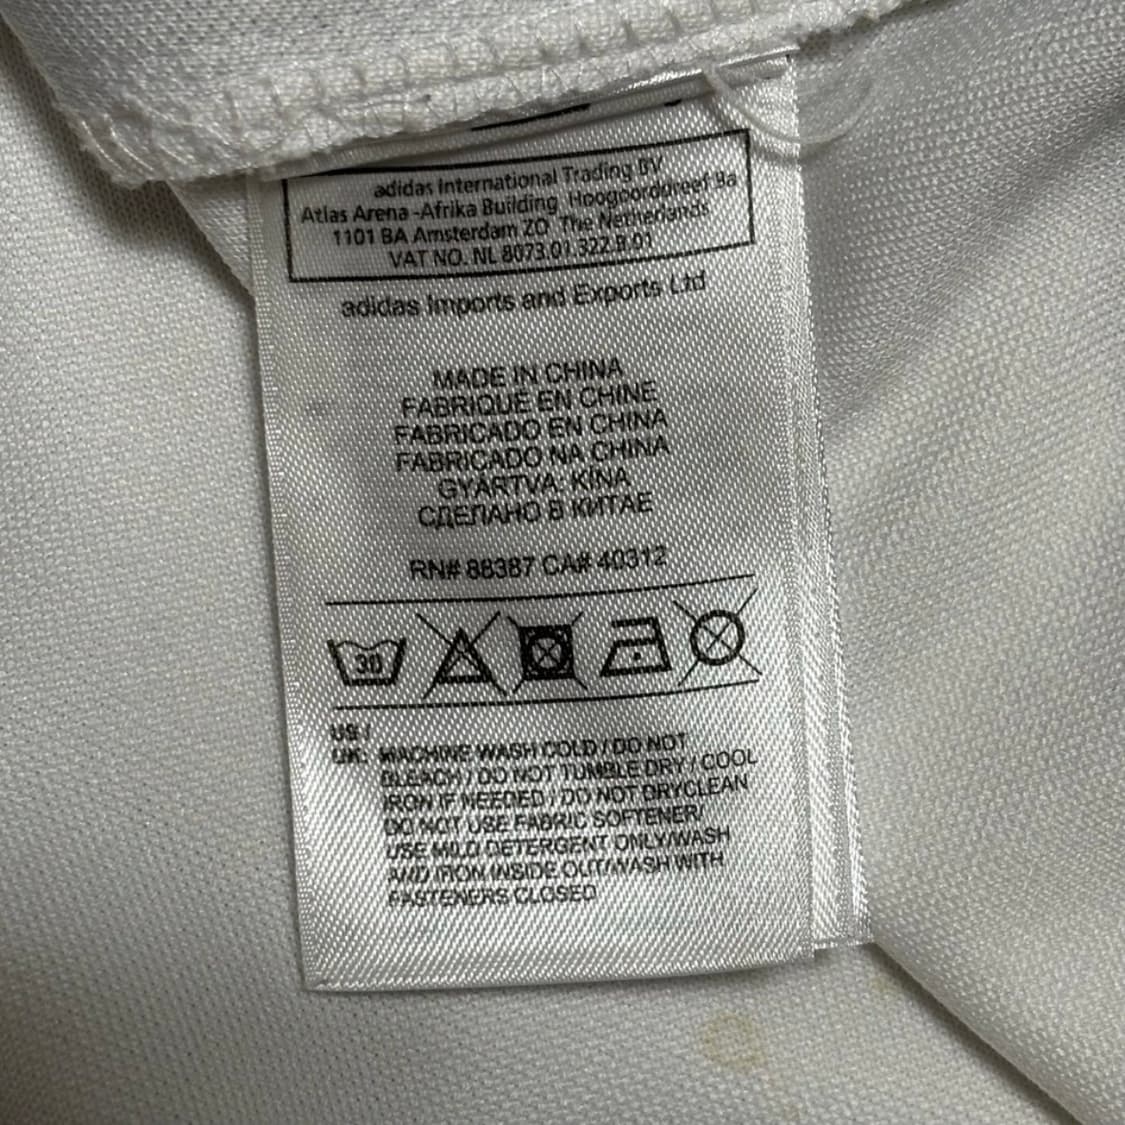 adidas International Trading BV
Atlas Arena -Afrika Building Hoogoorddreef 9a
1101 BA Amsterdam ZO The Netherlands
VAT NO. NL 8073.01.322.B.01
adidas Imports and Exports Ltd
MADE IN CHINA
FABRIQUÉ EN CHINE
FABRICADO EN CHINA
FABRICADO NA CHINA
GYÁRTVA: KÍNA
СДЕЛАНО В КИТАЕ
RN# 88387 CA# 40312
30
US /
UK: MACHINE WASH COLD / DO NOT
BLEACH / DO NOT TUMBLE DRY / COOL
IRON IF NEEDED / DO NOT DRYCLEAN
DO NOT USE FABRIC SOFTENER/
USE MILD DETERGENT ONLY/WASH
AND IRON INSIDE OUT/WASH WITH
FASTENERS CLOSED